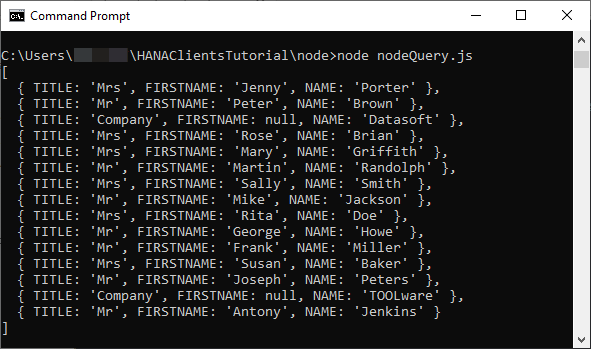 Command Prompt
C:\Users\ \HANAClientsTutorial\node>node nodeQuery.js
[
  { TITLE: 'Mrs', FIRSTNAME: 'Jenny', NAME: 'Porter' },
  { TITLE: 'Mr', FIRSTNAME: 'Peter', NAME: 'Brown' },
  { TITLE: 'Company', FIRSTNAME: null, NAME: 'Datasoft' },
  { TITLE: 'Mrs', FIRSTNAME: 'Rose', NAME: 'Brian' },
  { TITLE: 'Mrs', FIRSTNAME: 'Mary', NAME: 'Griffith' },
  { TITLE: 'Mr', FIRSTNAME: 'Martin', NAME: 'Randolph' },
  { TITLE: 'Mrs', FIRSTNAME: 'Sally', NAME: 'Smith' },
  { TITLE: 'Mr', FIRSTNAME: 'Mike', NAME: 'Jackson' },
  { TITLE: 'Mrs', FIRSTNAME: 'Rita', NAME: 'Doe' },
  { TITLE: 'Mr', FIRSTNAME: 'George', NAME: 'Howe' },
  { TITLE: 'Mr', FIRSTNAME: 'Frank', NAME: 'Miller' },
  { TITLE: 'Mrs', FIRSTNAME: 'Susan', NAME: 'Baker' },
  { TITLE: 'Mr', FIRSTNAME: 'Joseph', NAME: 'Peters' },
  { TITLE: 'Company', FIRSTNAME: null, NAME: 'TOOLware' },
  { TITLE: 'Mr', FIRSTNAME: 'Antony', NAME: 'Jenkins' }
]